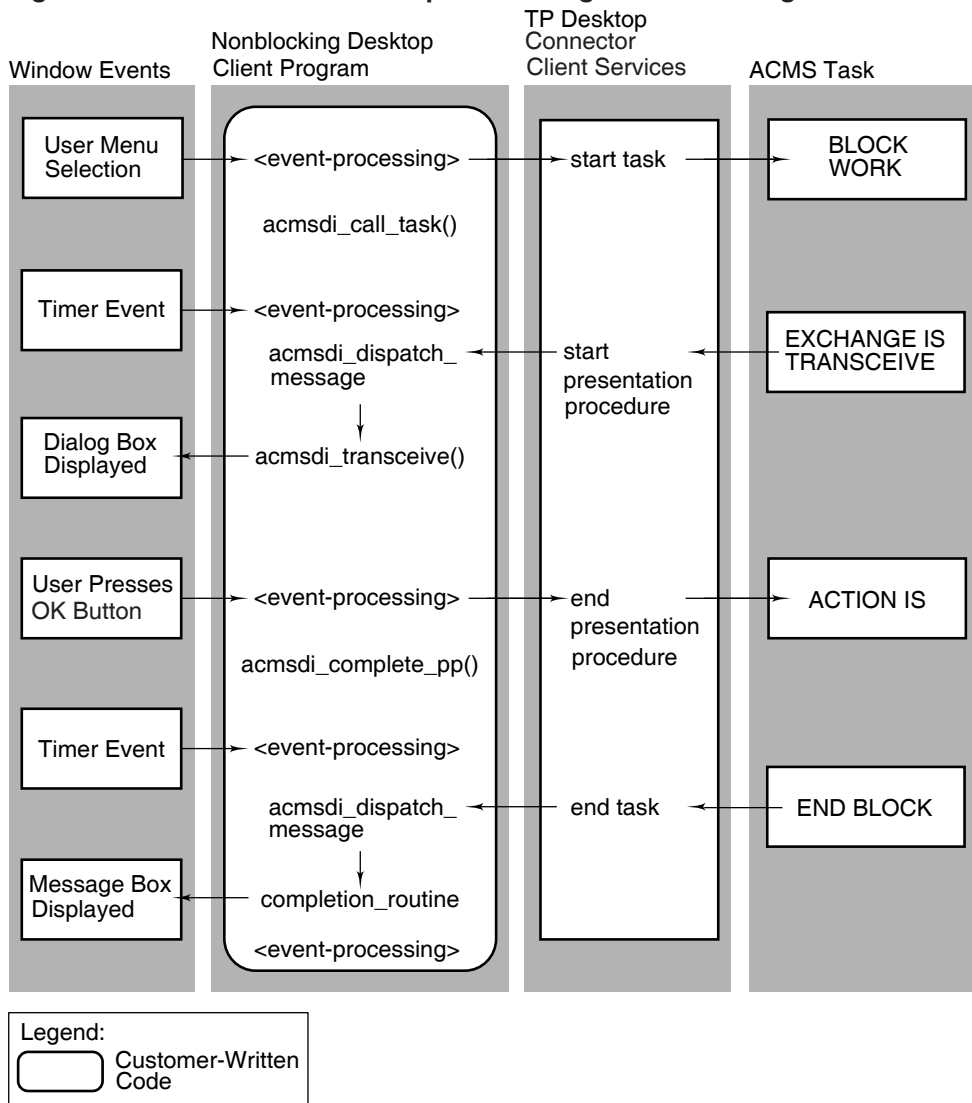 TP Desktop
Nonblocking Desktop Connector
Window Events Client Program Client Services ACMS Task
User Menu
Selection
<event-processing>
start task
BLOCK
WORK
acmsdi_call_task()
Timer Event
<event-processing>
acmsdi_dispatch_
message
start
presentation
procedure
EXCHANGE IS
TRANSCEIVE
Dialog Box
Displayed
acmsdi_transceive()
User Presses
OK Button
<event-processing>
end
presentation
procedure
ACTION IS
acmsdi_complete_pp()
Timer Event
<event-processing>
acmsdi_dispatch_
message
end task
END BLOCK
Message Box
Displayed
completion_routine
<event-processing>
Legend:
Customer-Written
Code